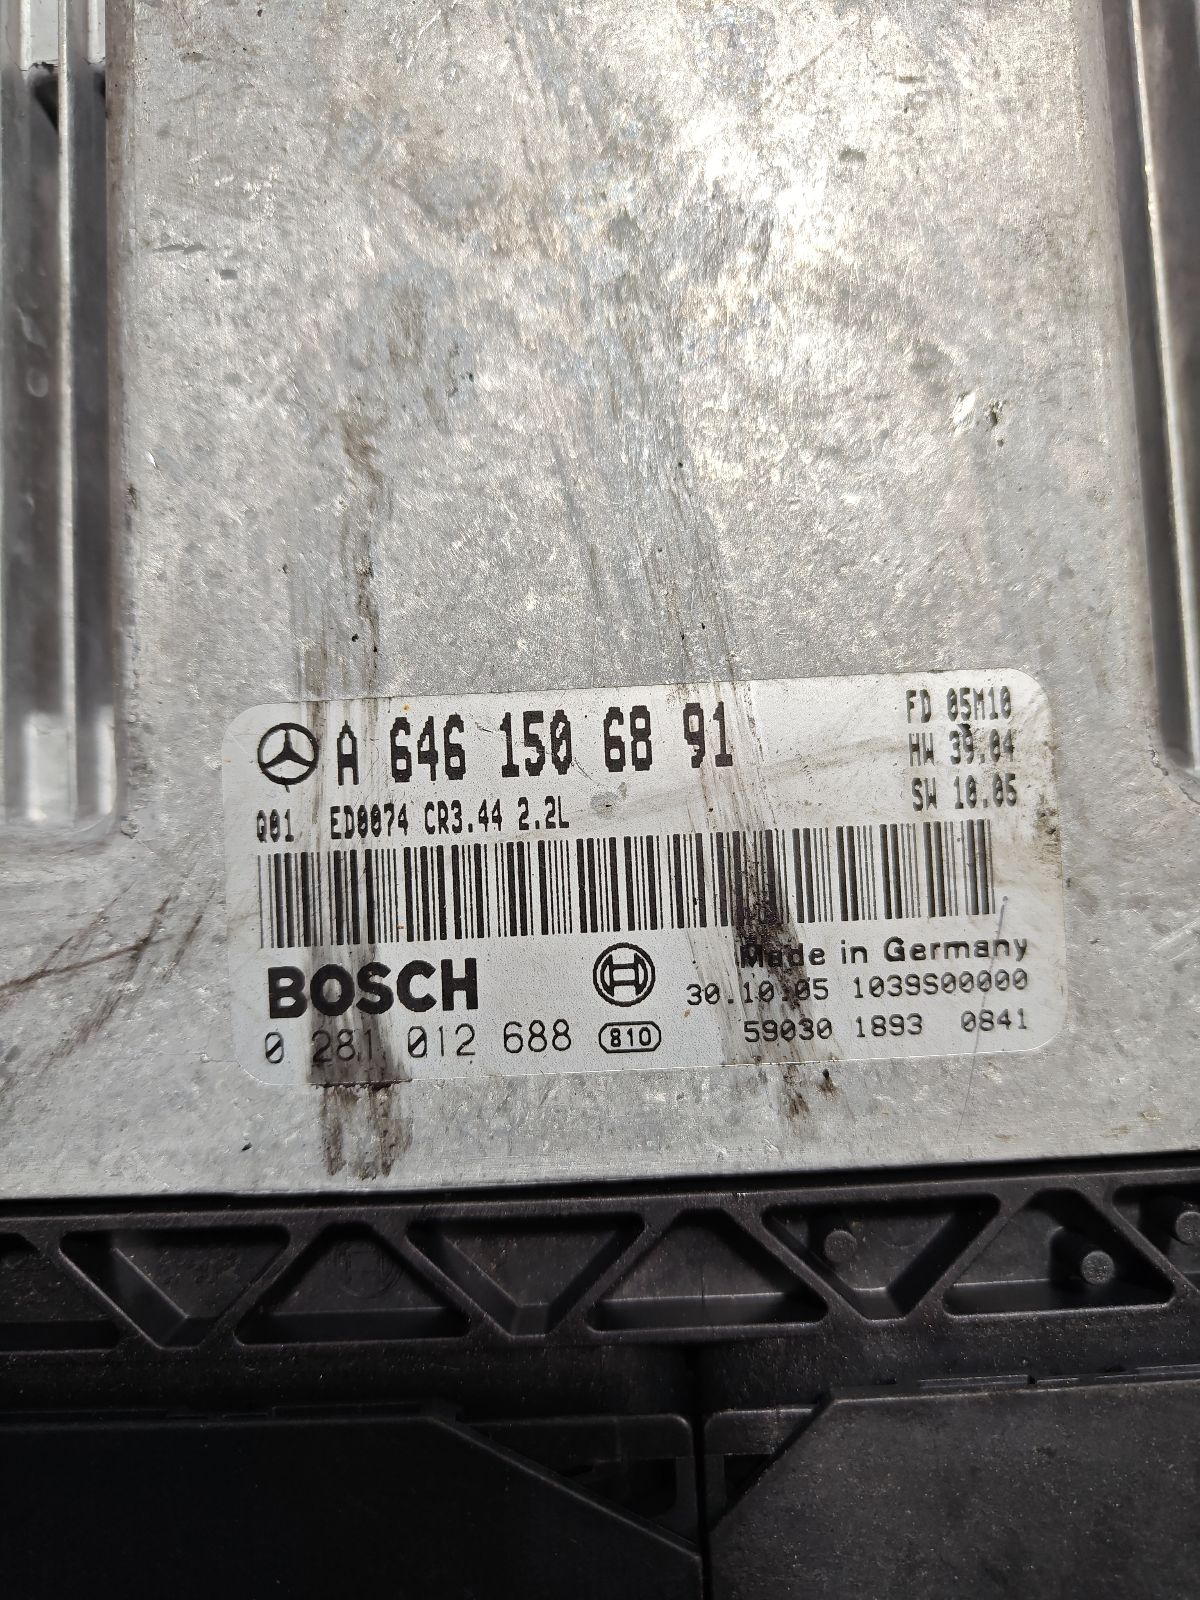 A 646 150 68 91
FD 05M10
HW 39.04
SW 10.05
Q01 ED0074 CR3.44 2.2L
BOSCH
Made in Germany
30.10.05 1039S00000
0 281 012 688 810
59030 1893 0841